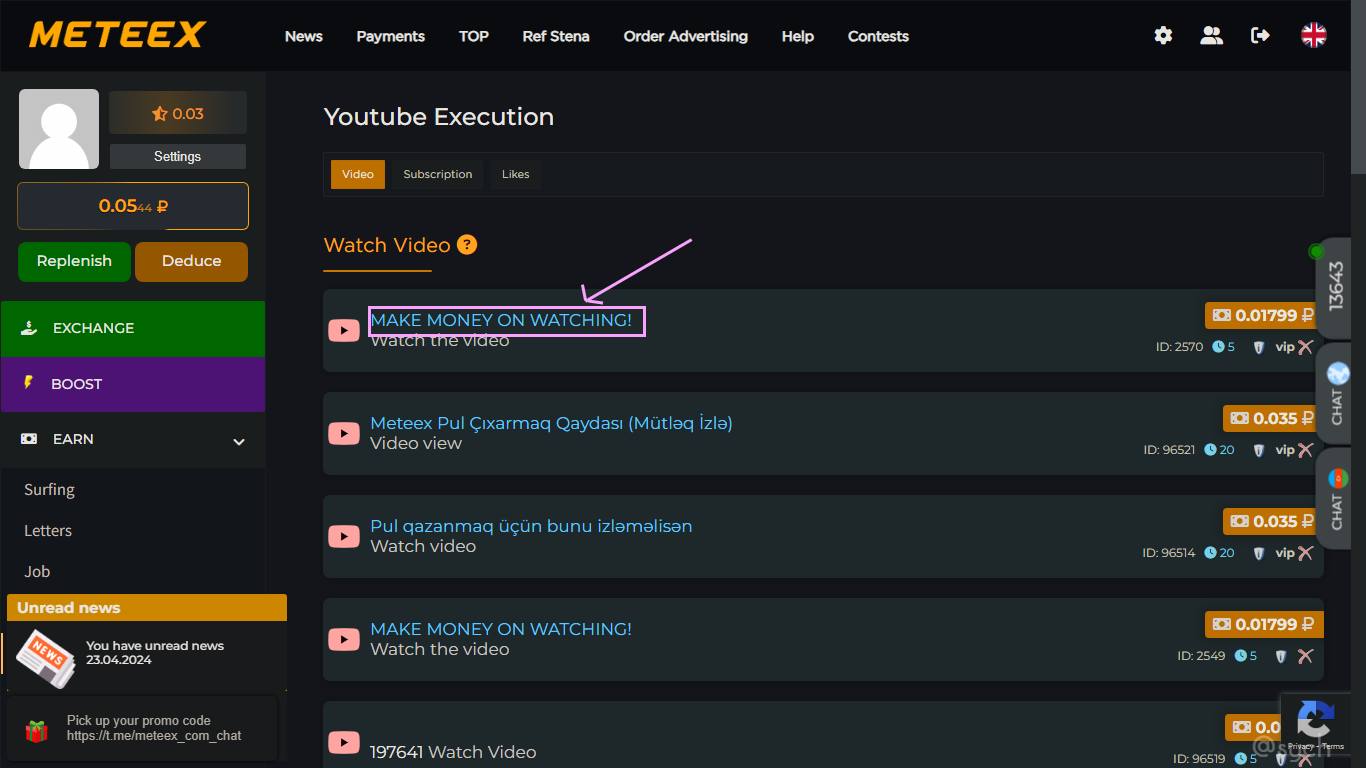 METEEX
News Payments TOP Ref Stena Order Advertising Help Contests
0.03
Settings
0.0544 ₽
Replenish Deduce
EXCHANGE
BOOST
EARN
Surfing
Letters
Job
Unread news
NEWS
You have unread news
23.04.2024
Pick up your promo code
https://t.me/meteex_com_chat
Youtube Execution
Video Subscription Likes
Watch Video ?
MAKE MONEY ON WATCHING!
Watch the video
0.01799 ₽
ID: 2570 5 vip
Meteex Pul Çıxarmaq Qaydası (Mütləq İzlə)
Video view
0.035 ₽
ID: 96521 20 vip
Pul qazanmaq üçün bunu izləməlisən
Watch video
0.035 ₽
ID: 96514 20 vip
MAKE MONEY ON WATCHING!
Watch the video
0.01799 ₽
ID: 2549 5
197641 Watch Video
0.0
ID: 96519 5
13643
CHAT
CHAT
Privacy - Terms